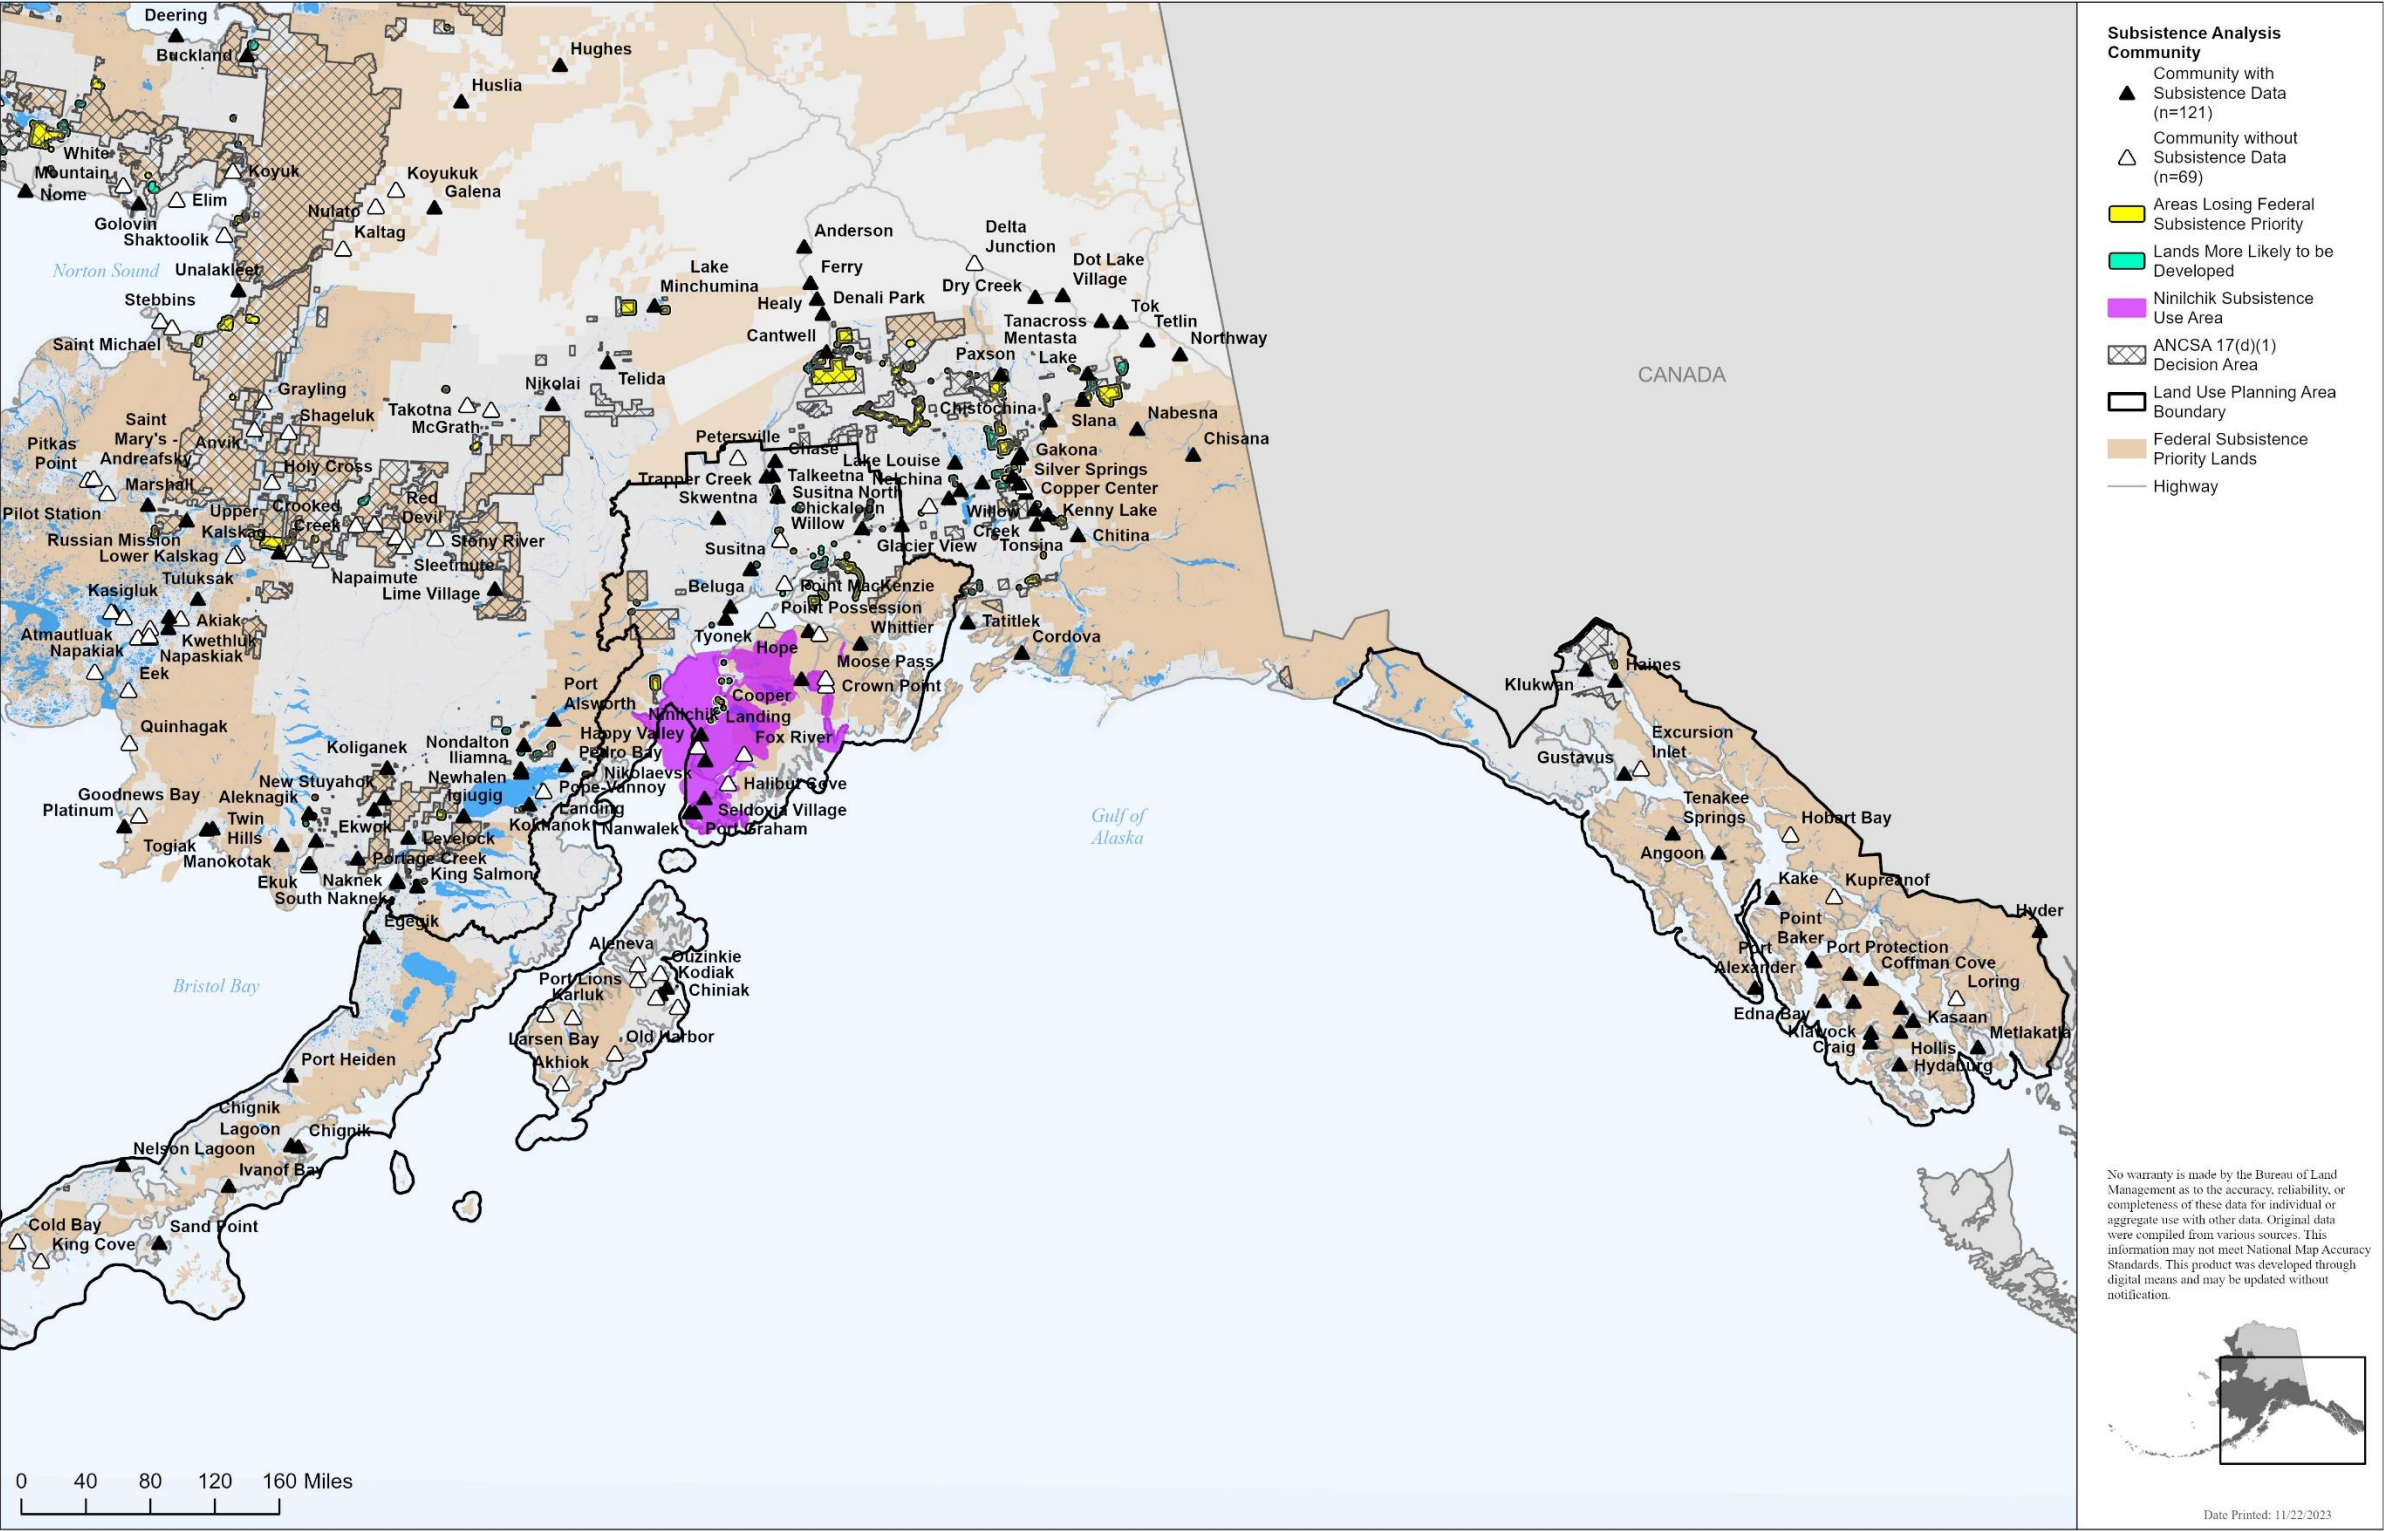 Deering
Buckland
Hughes
Huslia
White
Mountain
Nome
Koyuk
Koyukuk
Galena
Elim
Golovin
Nulato
Shaktoolik
Kaltag
Norton Sound
Unalakleet
Stebbins
Saint Michael
Anderson
Delta
Junction
Lake
Minchumina
Ferry
Dot Lake
Village
Healy
Denali Park
Dry Creek
Tok
Cantwell
Tanacross
Tetlin
Mentasta
Lake
Northway
Paxson
Nikolai
Telida
CANADA
Grayling
Shageluk
Takotna
McGrath
Chistochina
Slana
Nabesna
Chisana
Saint
Mary's -
Andreafsky
Pitkas
Point
Anvik
Petersville
Chase
Lake Louise
Gakona
Holy Cross
Trapper Creek
Talkeetna
Nelchina
Silver Springs
Marshall
Red
Devil
Skwentna
Susitna North
Copper Center
Pilot Station
Upper
Kalskag
Crooked
Creek
Chickaloon
Willow
Willow
Creek
Kenny Lake
Russian Mission
Stony River
Glacier View
Tonsina
Chitina
Lower Kalskag
Susitna
Sleetmute
Tuluksak
Napaimute
Kasigluk
Lime Village
Beluga
Point MacKenzie
Point Possession
Akiak
Whittier
Tatitlek
Atmautluak
Kwethluk
Tyonek
Cordova
Napakiak
Napaskiak
Hope
Eek
Moose Pass
Haines
Port
Alsworth
Cooper
Landing
Crown Point
Klukwan
Ninilchik
Quinhagak
Happy Valley
Fox River
Excursion
Inlet
Koliganek
Nondalton
Pedro Bay
Gustavus
Iliamna
Nikolaevsk
New Stuyahok
Newhalen
Pope-Vannoy
Landing
Halibut Cove
Goodnews Bay
Aleknagik
Igiugig
Tenakee
Springs
Platinum
Twin
Hills
Ekwok
Kokhanok
Nanwalek
Seldovia Village
Gulf of
Alaska
Hobart Bay
Togiak
Levelock
Port Graham
Manokotak
Portage Creek
Angoon
Ekuk
Naknek
King Salmon
Kake
Kupreanof
South Naknek
Hyder
Egegik
Point
Baker
Port
Alexander
Port Protection
Aleneva
Ouzinkie
Coffman Cove
Port Lions
Kodiak
Loring
Bristol Bay
Karluk
Chiniak
Edna Bay
Kasaan
Larsen Bay
Old Harbor
Klawock
Metlakatla
Craig
Hollis
Port Heiden
Akhiok
Hydaburg
Chignik
Lagoon
Chignik
Nelson Lagoon
Ivanof Bay
Cold Bay
Sand Point
King Cove
0 40 80 120 160 Miles
Subsistence Analysis
Community
Community with
Subsistence Data
(n=121)
Community without
Subsistence Data
(n=69)
Areas Losing Federal
Subsistence Priority
Lands More Likely to be
Developed
Ninilchik Subsistence
Use Area
ANCSA 17(d)(1)
Decision Area
Land Use Planning Area
Boundary
Federal Subsistence
Priority Lands
Highway
No warranty is made by the Bureau of Land
Management as to the accuracy, reliability, or
completeness of these data for individual or
aggregate use with other data. Original data
were compiled from various sources. This
information may not meet National Map Accuracy
Standards. This product was developed through
digital means and may be updated without
notification.
Date Printed: 11/22/2023